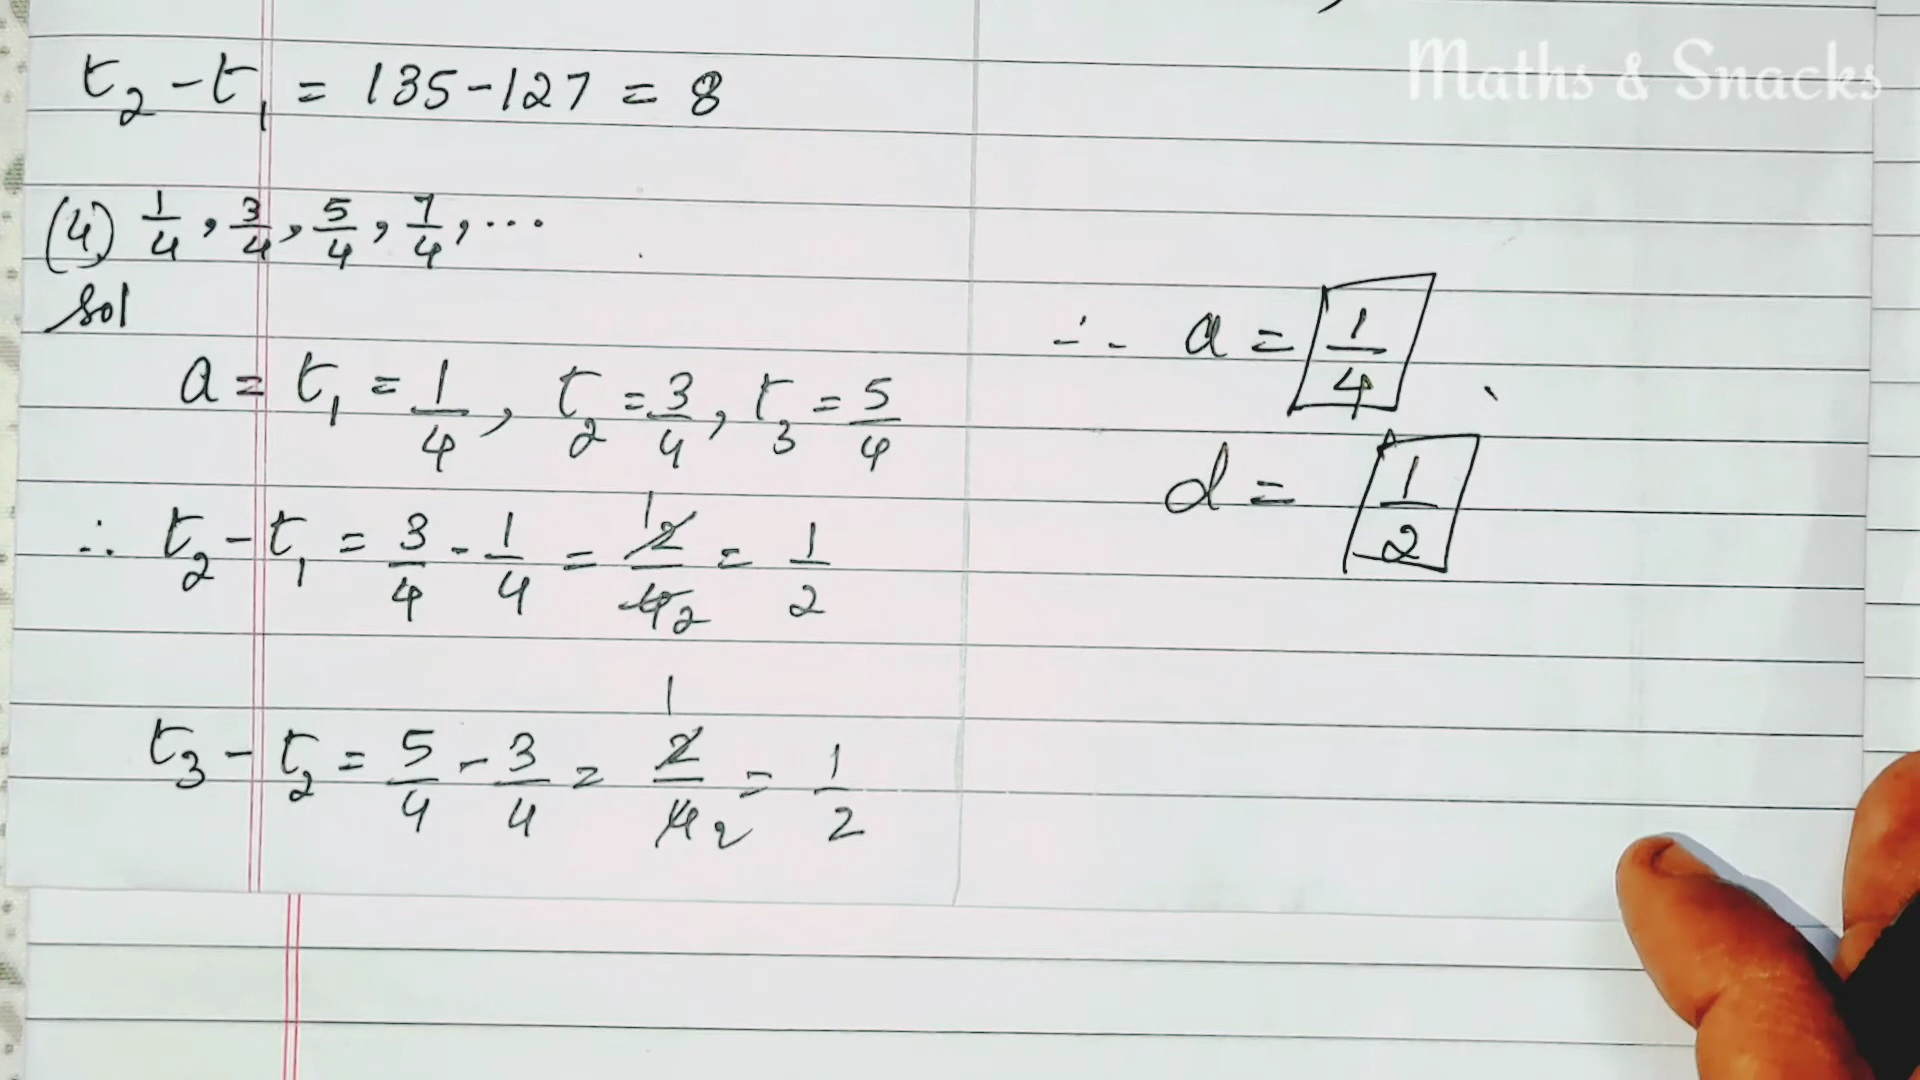 Maths & Snacks
t₂ - t₁ = 135 - 127 = 8
(4) 1/4, 3/4, 5/4, 7/4, ...
Sol
a = t₁ = 1/4, t₂ = 3/4, t₃ = 5/4
∴ t₂ - t₁ = 3/4 - 1/4 = 2/4 = 1/2
t₃ - t₂ = 5/4 - 3/4 = 2/4 = 1/2
∴ a = 1/4
d = 1/2